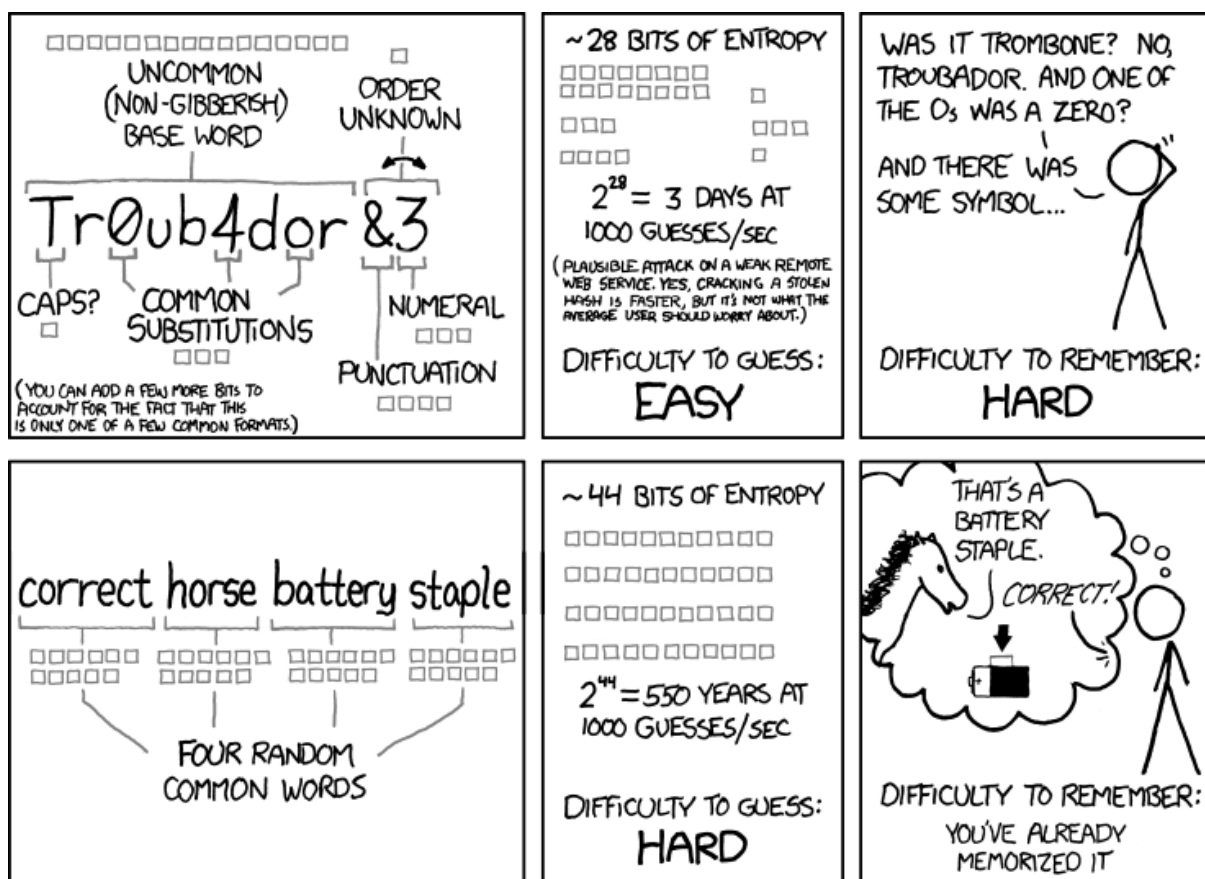 UNCOMMON
(NON-GIBBERISH)
BASE WORD
ORDER
UNKNOWN
Tr0ub4dor &3
CAPS?
COMMON
SUBSTITUTIONS
NUMERAL
PUNCTUATION
(YOU CAN ADD A FEW MORE BITS TO
ACCOUNT FOR THE FACT THAT THIS
IS ONLY ONE OF A FEW COMMON FORMATS.)
~28 BITS OF ENTROPY
2^28 = 3 DAYS AT
1000 GUESSES/SEC
(PLAUSIBLE ATTACK ON A WEAK REMOTE
WEB SERVICE. YES, CRACKING A STOLEN
HASH IS FASTER, BUT IT'S NOT WHAT THE
AVERAGE USER SHOULD WORRY ABOUT.)
DIFFICULTY TO GUESS:
EASY
WAS IT TROMBONE? NO,
TROUBADOR. AND ONE OF
THE Os WAS A ZERO?
AND THERE WAS
SOME SYMBOL...
DIFFICULTY TO REMEMBER:
HARD
correct horse battery staple
FOUR RANDOM
COMMON WORDS
~44 BITS OF ENTROPY
2^44 = 550 YEARS AT
1000 GUESSES/SEC
DIFFICULTY TO GUESS:
HARD
THAT'S A
BATTERY
STAPLE.
CORRECT!
DIFFICULTY TO REMEMBER:
YOU'VE ALREADY
MEMORIZED IT